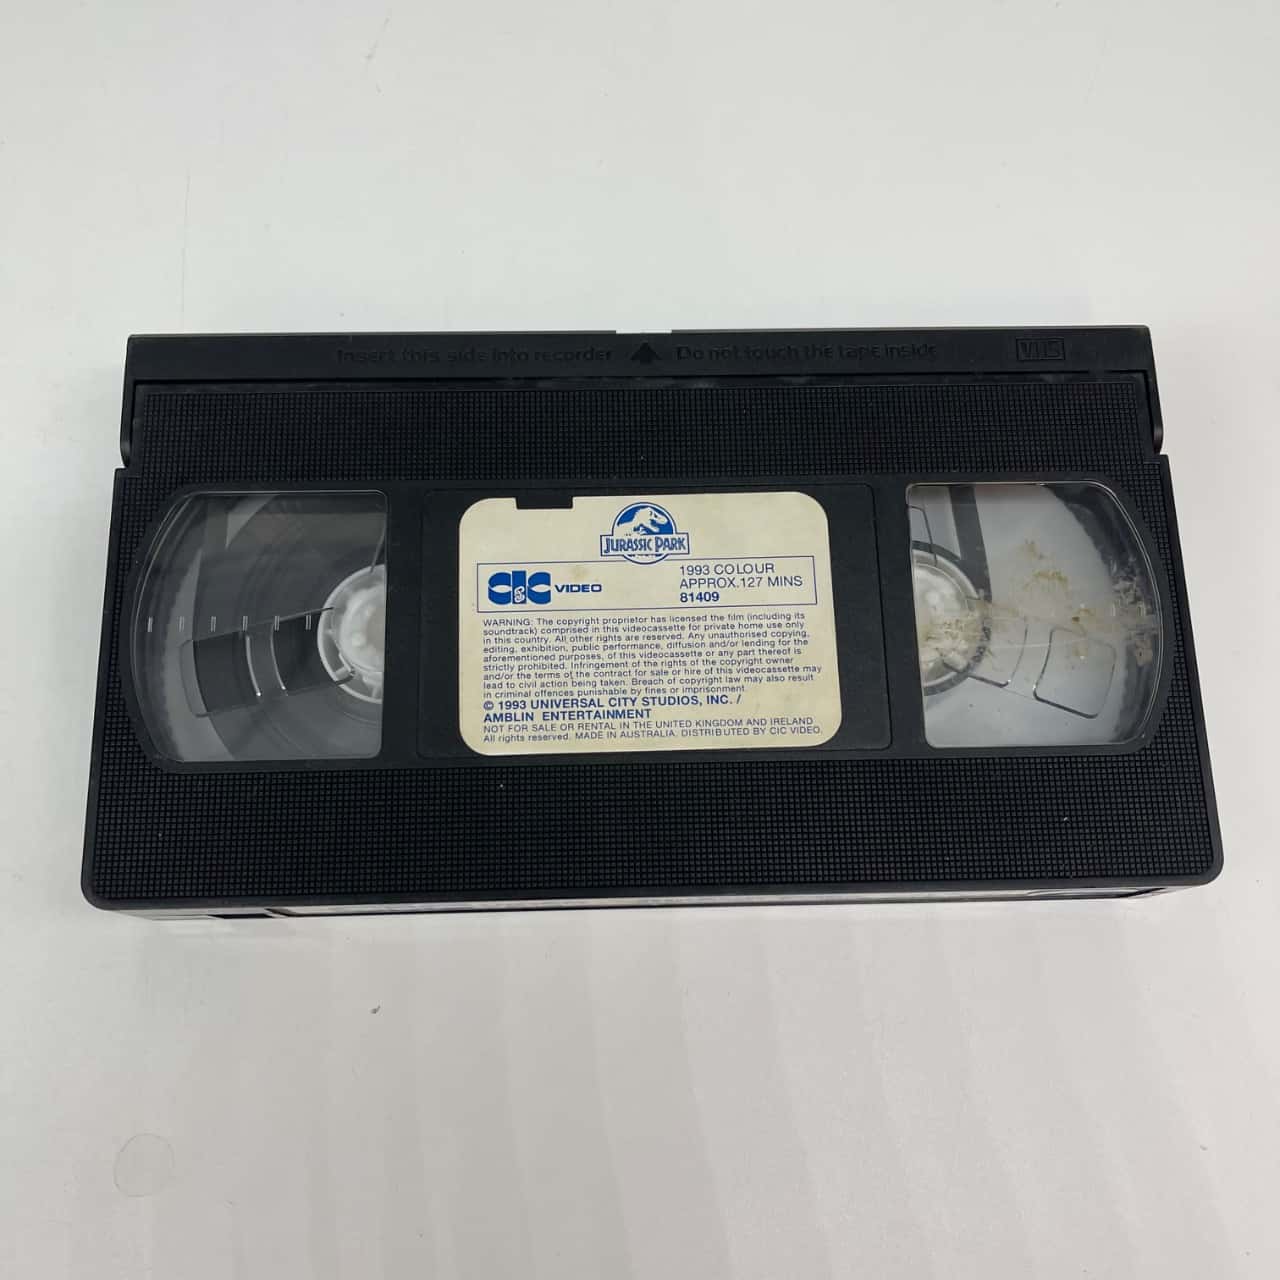 Insert this side into recorder ▲ Do not touch the tape inside VHS
JURASSIC PARK
CIC VIDEO
1993 COLOUR
APPROX.127 MINS
81409
WARNING: The copyright proprietor has licensed the film (including its
soundtrack) comprised in this videocassette for private home use only
in this country. All other rights are reserved. Any unauthorised copying,
editing, exhibition, public performance, diffusion and/or lending for the
aforementioned purposes, of this videocassette or any part thereof is
strictly prohibited. Infringement of the rights of the copyright owner
and/or the terms of the contract for sale or hire of this videocassette may
lead to civil action being taken. Breach of copyright law may also result
in criminal offences punishable by fines or imprisonment.
© 1993 UNIVERSAL CITY STUDIOS, INC. /
AMBLIN ENTERTAINMENT
NOT FOR SALE OR RENTAL IN THE UNITED KINGDOM AND IRELAND
All rights reserved. MADE IN AUSTRALIA. DISTRIBUTED BY CIC VIDEO.